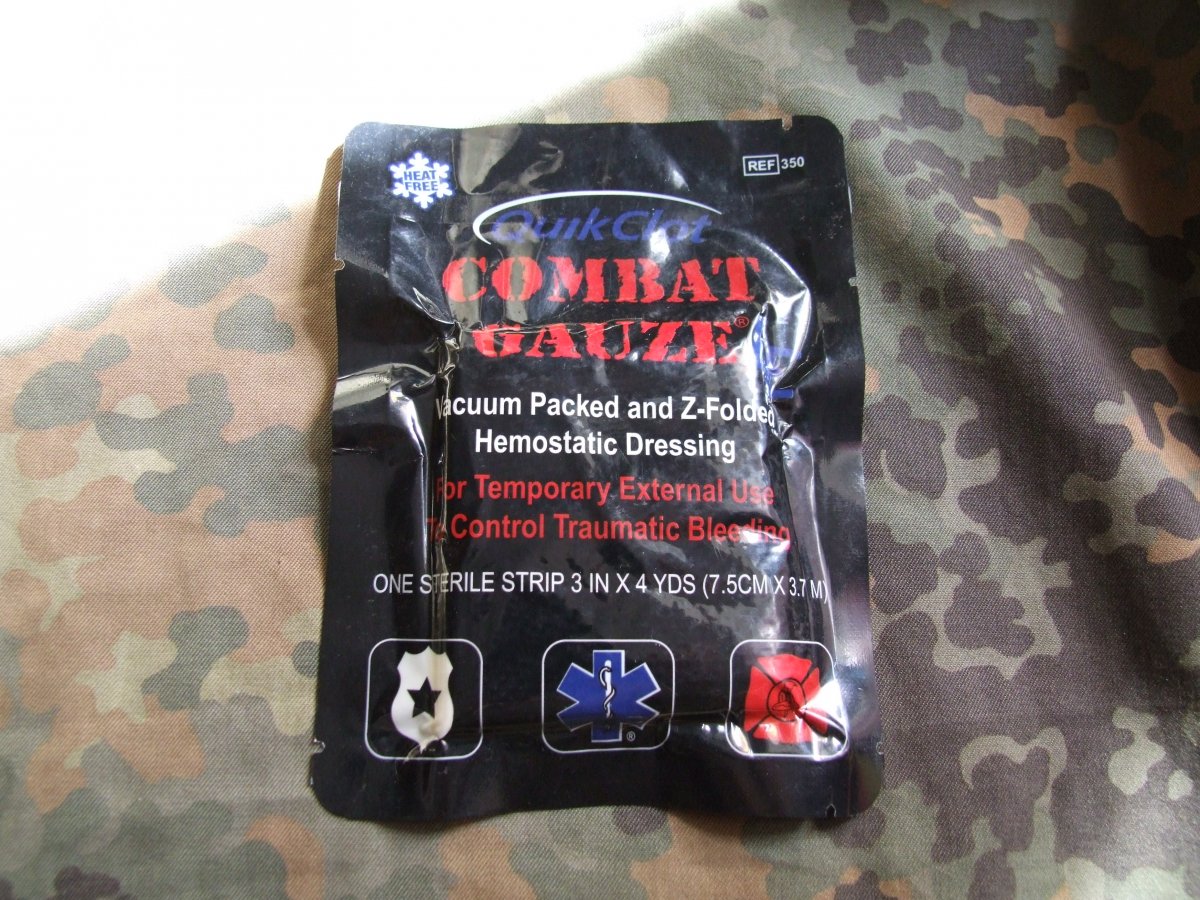 HEAT
FREE
REF 350
QuikClot
COMBAT
GAUZE®
Vacuum Packed and Z-Folded
Hemostatic Dressing
For Temporary External Use
To Control Traumatic Bleeding
ONE STERILE STRIP 3 IN X 4 YDS (7.5CM X 3.7 M)
®